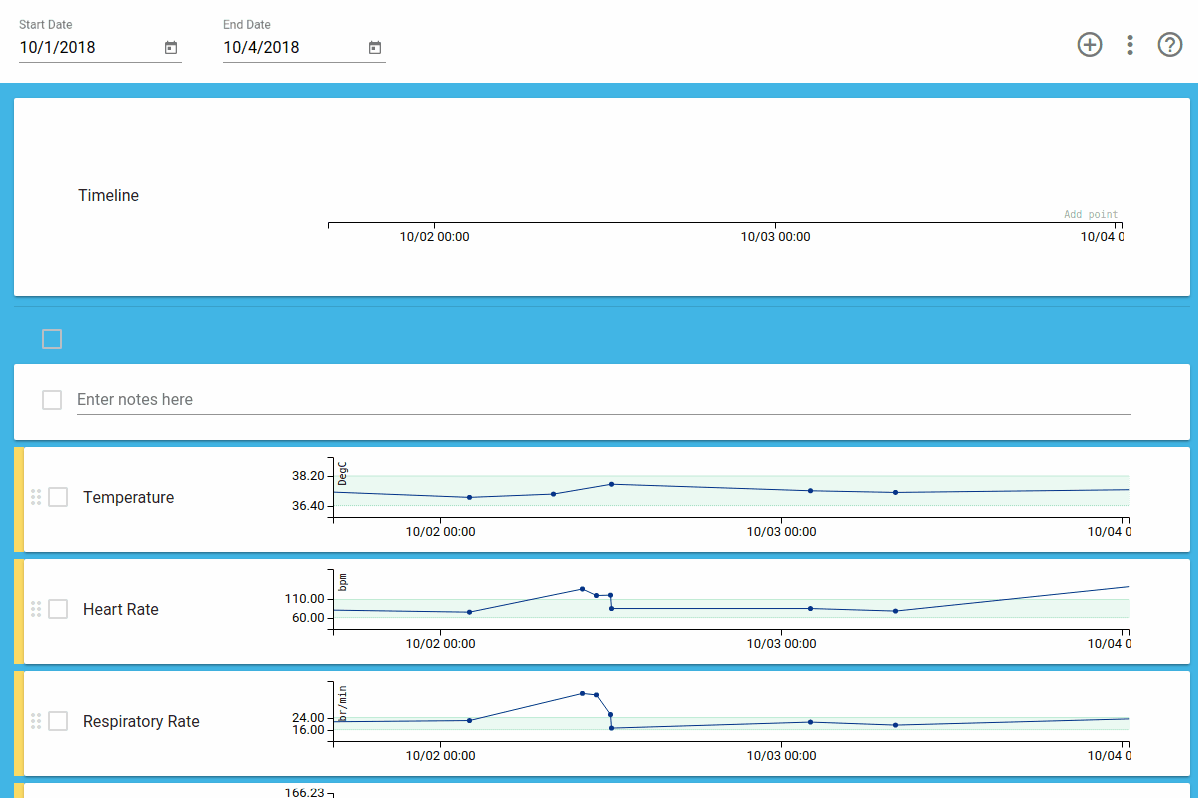 Start Date
10/1/2018
End Date
10/4/2018
Timeline
Add point
10/02 00:00 10/03 00:00 10/04 0
Enter notes here
Temperature
DegC
38.20
36.40
10/02 00:00 10/03 00:00 10/04 0
Heart Rate
bpm
110.00
60.00
10/02 00:00 10/03 00:00 10/04 0
Respiratory Rate
br/min
24.00
16.00
10/02 00:00 10/03 00:00 10/04 0
166.23